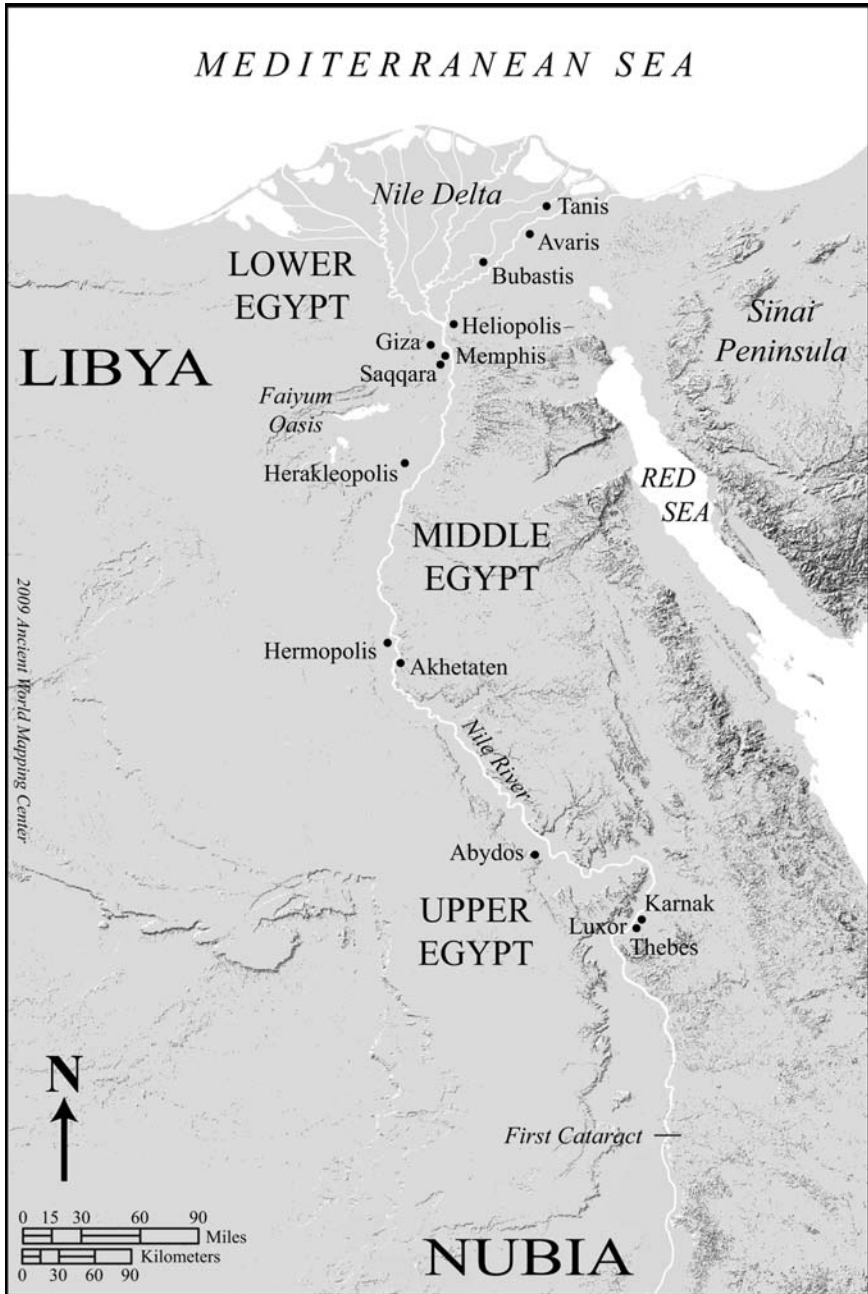 MEDITERRANEAN SEA
Nile Delta
Tanis
Avaris
LOWER
EGYPT
Bubastis
Heliopolis
Sinai
Peninsula
Giza
Memphis
LIBYA
Saqqara
Faiyum
Oasis
Herakleopolis
RED
SEA
MIDDLE
EGYPT
2009 Ancient World Mapping Center
Hermopolis
Akhetaten
Nile River
Abydos
UPPER
EGYPT
Karnak
Luxor
Thebes
N
First Cataract
0 15 30 60 90
Miles
Kilometers
0 30 60 90
NUBIA